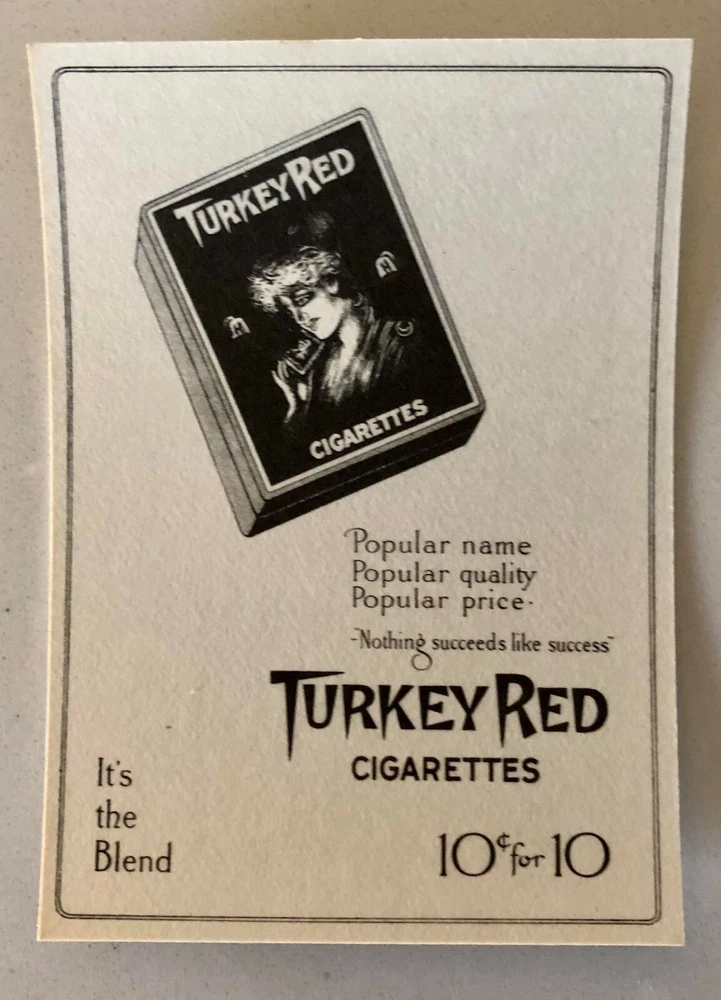 TURKEY RED
CIGARETTES
Popular name
Popular quality
Popular price.
"Nothing succeeds like success"
TURKEY RED
CIGARETTES
It's
the
Blend
10¢ for 10